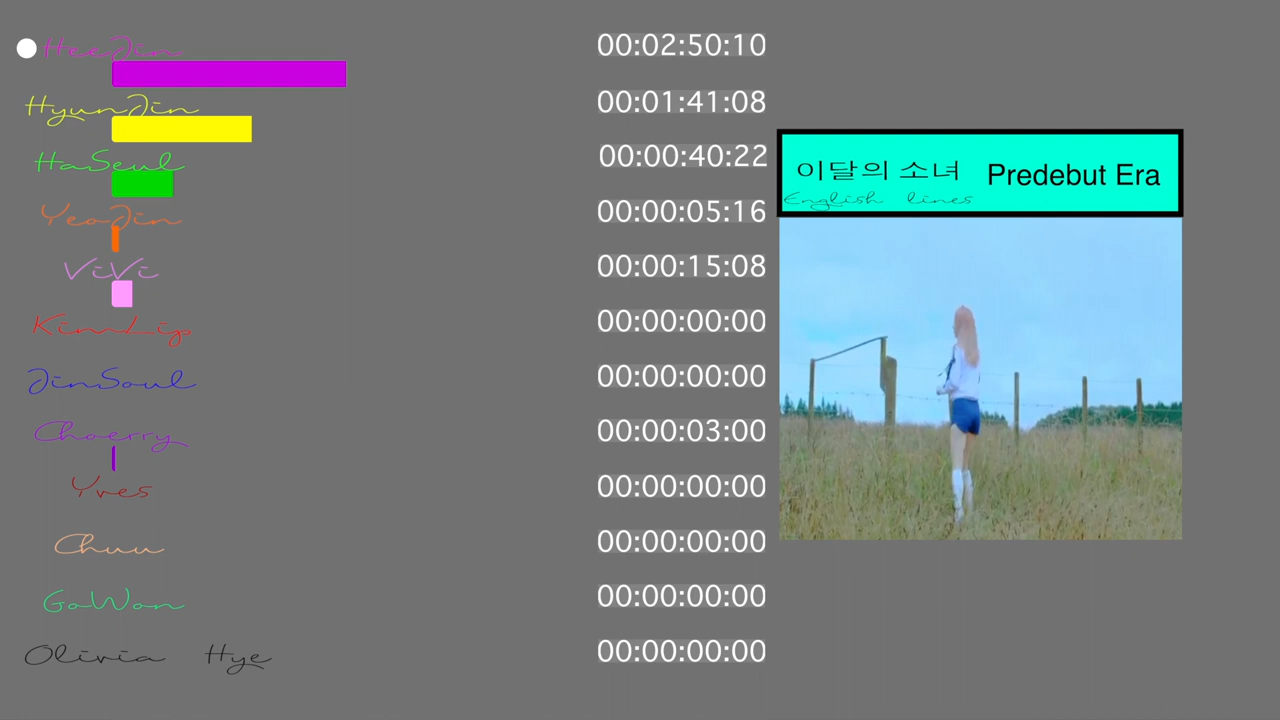 HeeJin 00:02:50:10
HyunJin 00:01:41:08
HaSeul 00:00:40:22
YeoJin 00:00:05:16
ViVi 00:00:15:08
KimLip 00:00:00:00
JinSoul 00:00:00:00
Choerry 00:00:03:00
Yves 00:00:00:00
Chuu 00:00:00:00
GoWon 00:00:00:00
Olivia Hye 00:00:00:00
이달의 소녀 Predebut Era
English lines